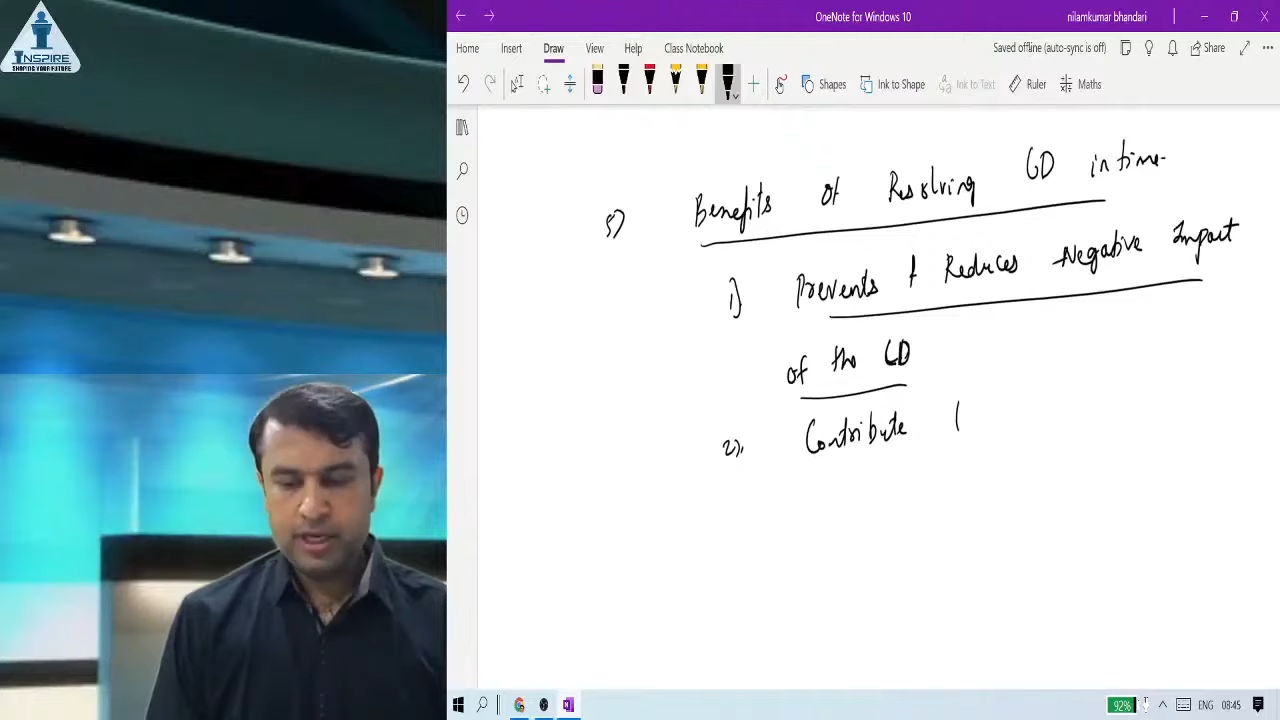 INSPIRE
SHAPING YOUR FUTURE
OneNote for Windows 10
nilamkumar bhandari
Home Insert Draw View Help Class Notebook
Saved offline (auto-sync is off)
Share
Shapes
Ink to Shape
Ink to Text
Ruler
Maths
5) Benefits of Resolving CD in time-
1) Prevents & Reduces Negative Impact
of the CD
2) Contribute
92%
ENG
08:45